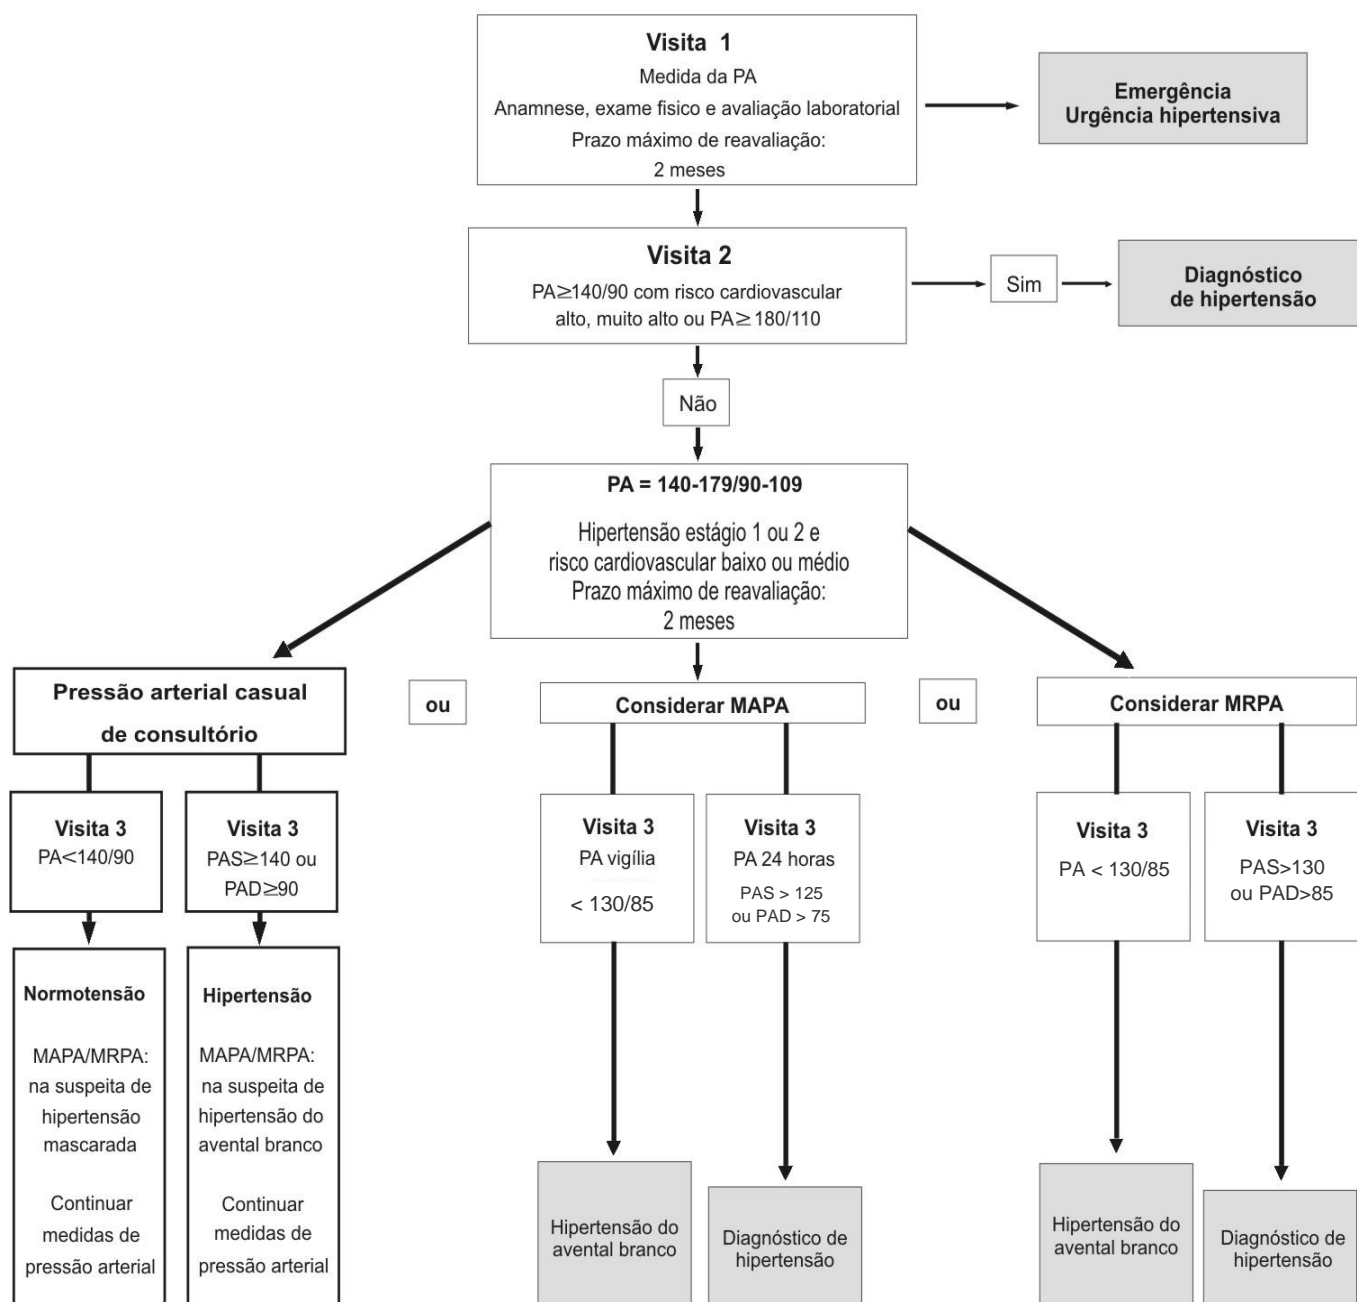 Visita 1
Medida da PA
Anamnese, exame fisico e avaliação laboratorial
Prazo máximo de reavaliação:
2 meses
Emergência
Urgência hipertensiva
Visita 2
PA≥140/90 com risco cardiovascular
alto, muito alto ou PA≥180/110
Sim
Diagnóstico
de hipertensão
Não
PA = 140-179/90-109
Hipertensão estágio 1 ou 2 e
risco cardiovascular baixo ou médio
Prazo máximo de reavaliação:
2 meses
Pressão arterial casual
de consultório
ou
Considerar MAPA
ou
Considerar MRPA
Visita 3
PA<140/90
Visita 3
PAS≥140 ou
PAD≥90
Visita 3
PA vigília
< 130/85
Visita 3
PA 24 horas
PAS > 125
ou PAD > 75
Visita 3
PA < 130/85
Visita 3
PAS>130
ou PAD>85
Normotensão
MAPA/MRPA:
na suspeita de
hipertensão
mascarada
Continuar
medidas de
pressão arterial
Hipertensão
MAPA/MRPA:
na suspeita de
hipertensão do
avental branco
Continuar
medidas de
pressão arterial
Hipertensão do
avental branco
Diagnóstico de
hipertensão
Hipertensão do
avental branco
Diagnóstico de
hipertensão